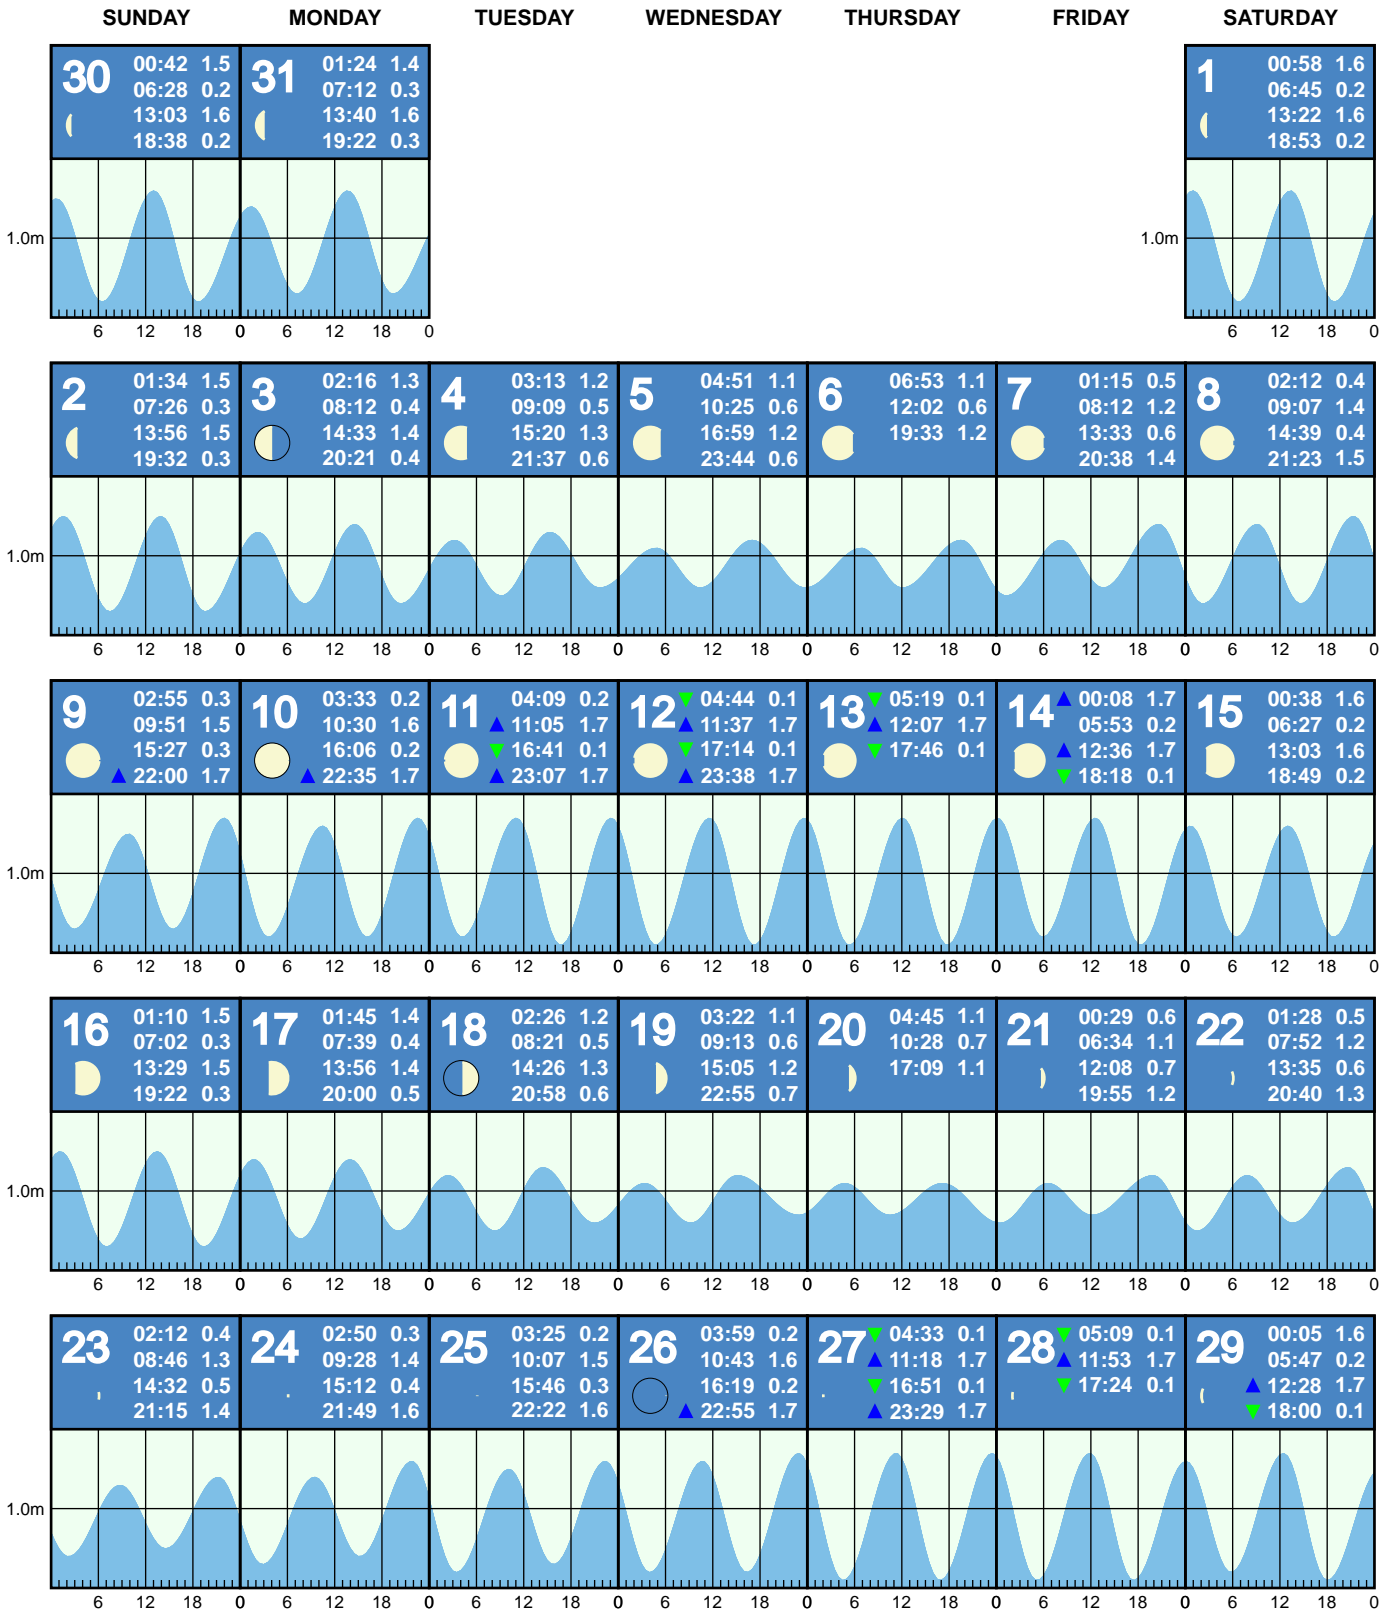 SUNDAY MONDAY TUESDAY WEDNESDAY THURSDAY FRIDAY SATURDAY
30 00:42 1.5
06:28 0.2
13:03 1.6
18:38 0.2
31 01:24 1.4
07:12 0.3
13:40 1.6
19:22 0.3
1 00:58 1.6
06:45 0.2
13:22 1.6
18:53 0.2
1.0m 1.0m
6 12 18 0 6 12 18 0 6 12 18 0
2 01:34 1.5
07:26 0.3
13:56 1.5
19:32 0.3
3 02:16 1.3
08:12 0.4
14:33 1.4
20:21 0.4
4 03:13 1.2
09:09 0.5
15:20 1.3
21:37 0.6
5 04:51 1.1
10:25 0.6
16:59 1.2
23:44 0.6
6 06:53 1.1
12:02 0.6
19:33 1.2
7 01:15 0.5
08:12 1.2
13:33 0.6
20:38 1.4
8 02:12 0.4
09:07 1.4
14:39 0.4
21:23 1.5
1.0m
6 12 18 0 6 12 18 0 6 12 18 0 6 12 18 0 6 12 18 0 6 12 18 0 6 12 18 0
9 02:55 0.3
09:51 1.5
15:27 0.3
22:00 1.7
10 03:33 0.2
10:30 1.6
16:06 0.2
22:35 1.7
11 04:09 0.2
11:05 1.7
16:41 0.1
23:07 1.7
12 04:44 0.1
11:37 1.7
17:14 0.1
23:38 1.7
13 05:19 0.1
12:07 1.7
17:46 0.1
14 00:08 1.7
05:53 0.2
12:36 1.7
18:18 0.1
15 00:38 1.6
06:27 0.2
13:03 1.6
18:49 0.2
1.0m
6 12 18 0 6 12 18 0 6 12 18 0 6 12 18 0 6 12 18 0 6 12 18 0 6 12 18 0
16 01:10 1.5
07:02 0.3
13:29 1.5
19:22 0.3
17 01:45 1.4
07:39 0.4
13:56 1.4
20:00 0.5
18 02:26 1.2
08:21 0.5
14:26 1.3
20:58 0.6
19 03:22 1.1
09:13 0.6
15:05 1.2
22:55 0.7
20 04:45 1.1
10:28 0.7
17:09 1.1
21 00:29 0.6
06:34 1.1
12:08 0.7
19:55 1.2
22 01:28 0.5
07:52 1.2
13:35 0.6
20:40 1.3
1.0m
6 12 18 0 6 12 18 0 6 12 18 0 6 12 18 0 6 12 18 0 6 12 18 0 6 12 18 0
23 02:12 0.4
08:46 1.3
14:32 0.5
21:15 1.4
24 02:50 0.3
09:28 1.4
15:12 0.4
21:49 1.6
25 03:25 0.2
10:07 1.5
15:46 0.3
22:22 1.6
26 03:59 0.2
10:43 1.6
16:19 0.2
22:55 1.7
27 04:33 0.1
11:18 1.7
16:51 0.1
23:29 1.7
28 05:09 0.1
11:53 1.7
17:24 0.1
29 00:05 1.6
05:47 0.2
12:28 1.7
18:00 0.1
1.0m
6 12 18 0 6 12 18 0 6 12 18 0 6 12 18 0 6 12 18 0 6 12 18 0 6 12 18 0